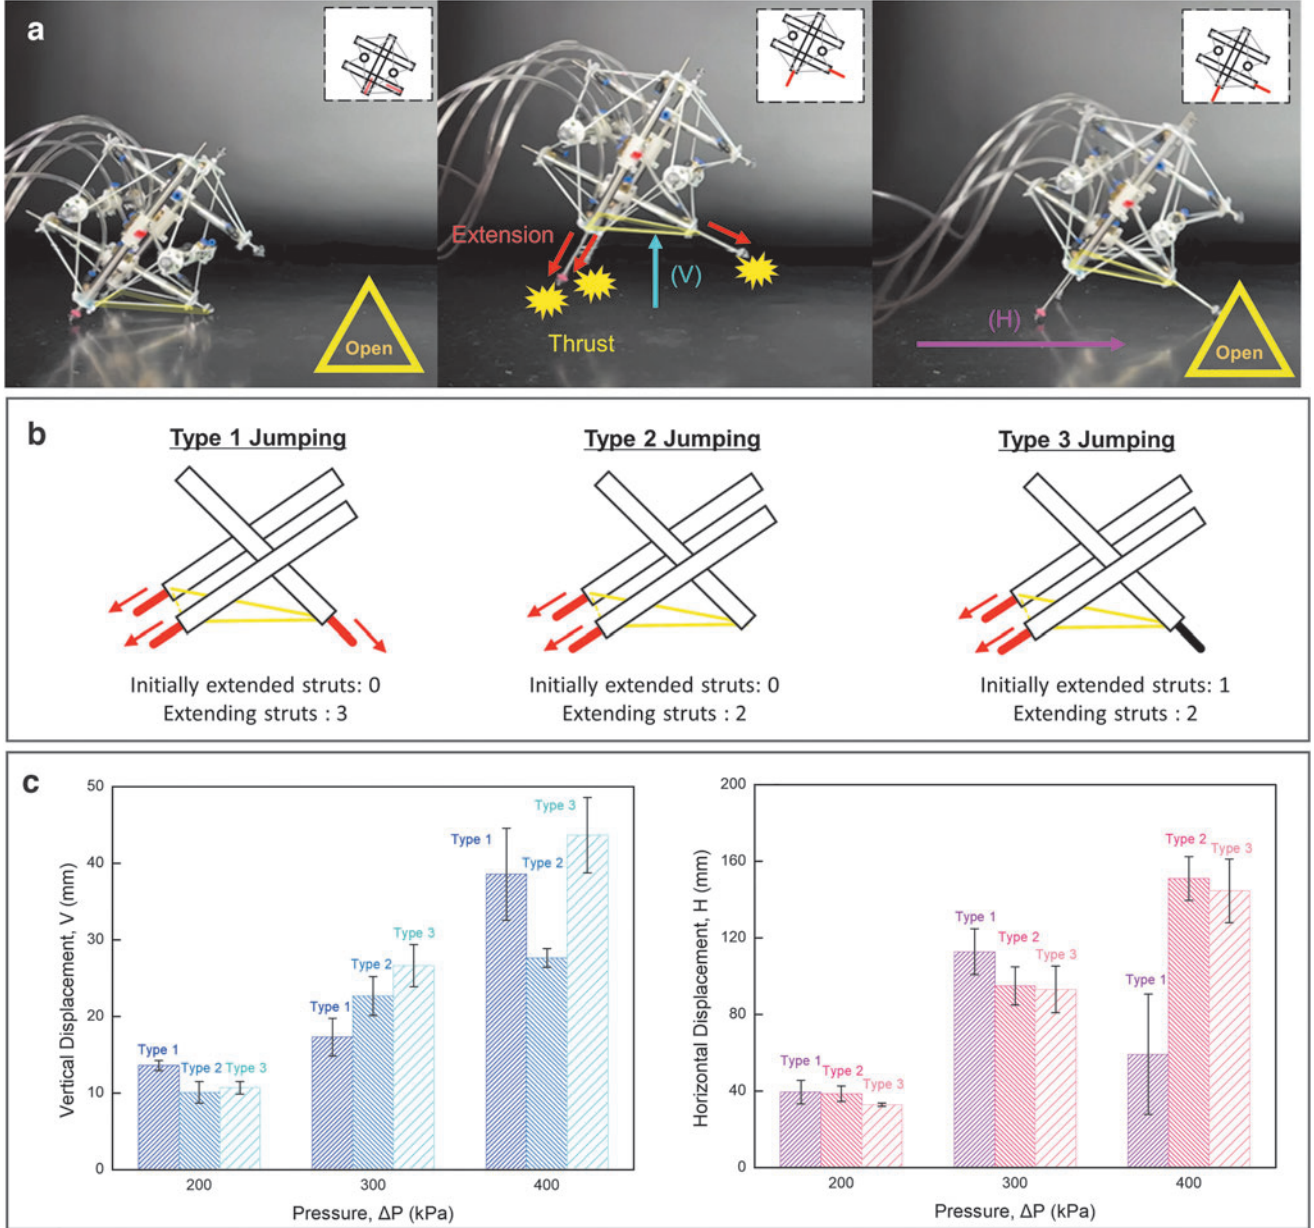 a
Open
Extension
(V)
Thrust
(H)
Open
b
Type 1 Jumping
Type 2 Jumping
Type 3 Jumping
Initially extended struts: 0
Extending struts : 3
Initially extended struts: 0
Extending struts : 2
Initially extended struts: 1
Extending struts : 2
c
Vertical Displacement, V (mm)
50
40
30
20
10
0
Type 1
Type 2
Type 3
Type 1
Type 2
Type 3
Type 1
Type 2
Type 3
200
300
400
Pressure, ΔP (kPa)
Horizontal Displacement, H (mm)
200
160
120
80
40
0
Type 1
Type 2
Type 3
Type 1
Type 2
Type 3
Type 1
Type 2
Type 3
200
300
400
Pressure, ΔP (kPa)